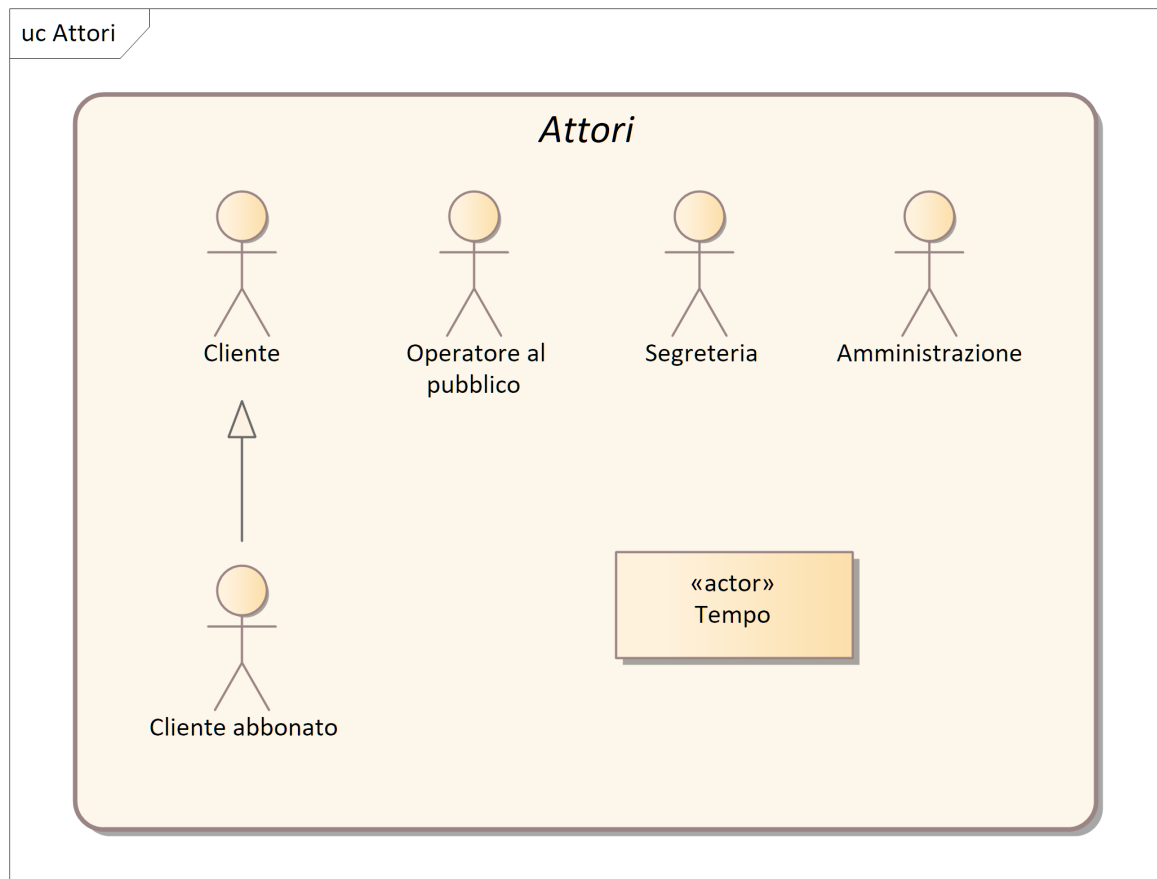 uc Attori
Attori
Cliente
Operatore al
pubblico
Segreteria
Amministrazione
«actor»
Tempo
Cliente abbonato